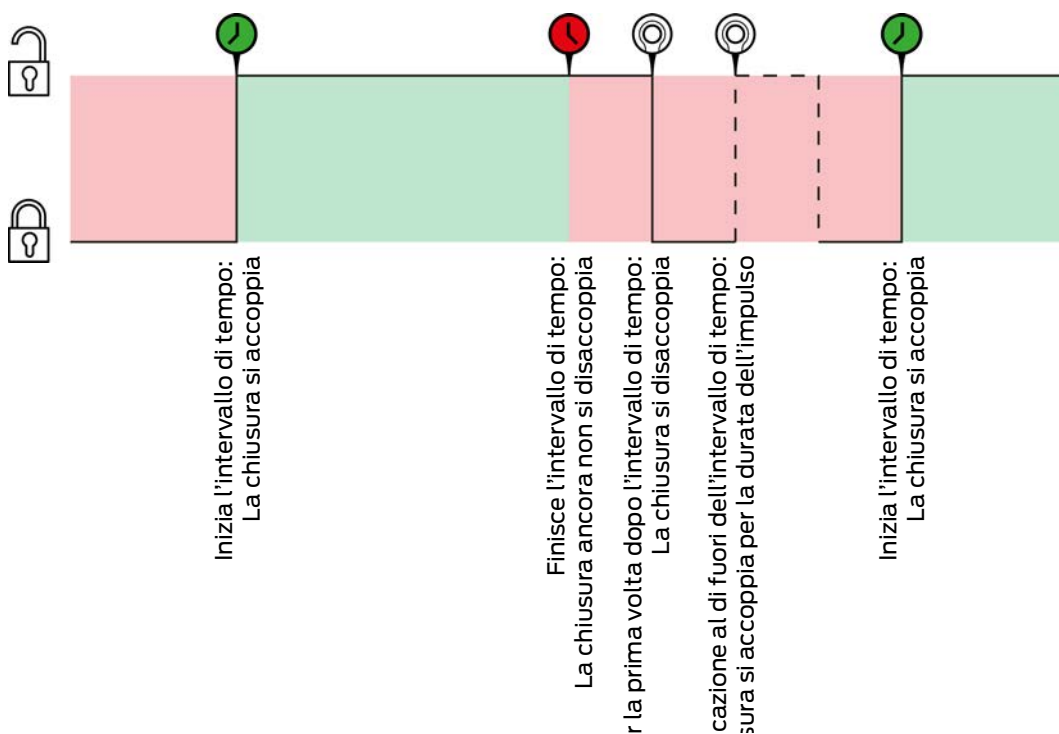 Inizia l'intervallo di tempo:
La chiusura si accoppia
Finisce l'intervallo di tempo:
La chiusura ancora non si disaccoppia
la prima volta dopo l'intervallo di tempo:
La chiusura si disaccoppia
al di fuori dell'intervallo di tempo:
si accoppia per la durata dell'impulso
Inizia l'intervallo di tempo:
La chiusura si accoppia